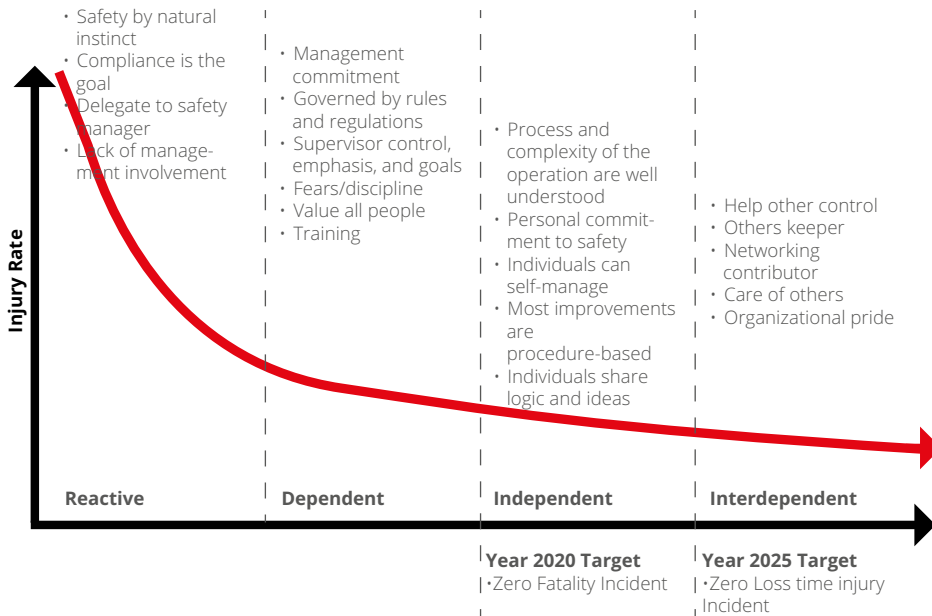 • Safety by natural
instinct
• Compliance is the
goal
• Delegate to safety
manager
• Lack of manage-
ment involvement
• Management
commitment
• Governed by rules
and regulations
• Supervisor control,
emphasis, and goals
• Fears/discipline
• Value all people
• Training
• Process and
complexity of the
operation are well
understood
• Personal commit-
ment to safety
• Individuals can
self-manage
• Most improvements
are
procedure-based
• Individuals share
logic and ideas
• Help other control
• Others keeper
• Networking
contributor
• Care of others
• Organizational pride
Injury Rate
Reactive
Dependent
Independent
Interdependent
Year 2020 Target
•Zero Fatality Incident
Year 2025 Target
•Zero Loss time injury
Incident